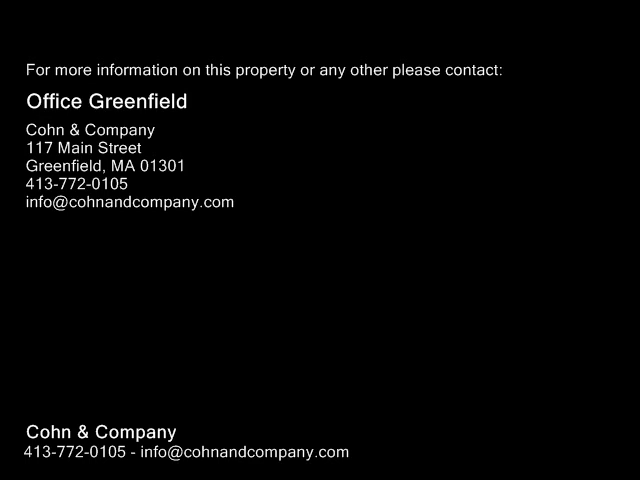 For more information on this property or any other please contact:
Office Greenfield
Cohn & Company
117 Main Street
Greenfield, MA 01301
413-772-0105
info@cohnandcompany.com
Cohn & Company
413-772-0105 - info@cohnandcompany.com